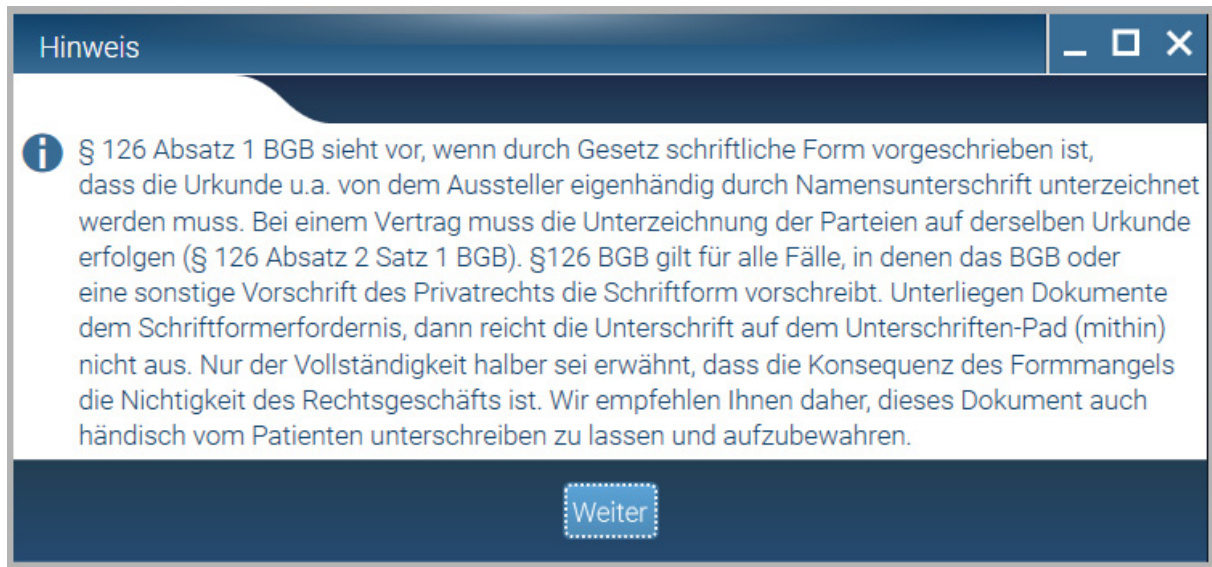 Hinweis
§ 126 Absatz 1 BGB sieht vor, wenn durch Gesetz schriftliche Form vorgeschrieben ist,
dass die Urkunde u.a. von dem Aussteller eigenhändig durch Namensunterschrift unterzeichnet
werden muss. Bei einem Vertrag muss die Unterzeichnung der Parteien auf derselben Urkunde
erfolgen (§ 126 Absatz 2 Satz 1 BGB). §126 BGB gilt für alle Fälle, in denen das BGB oder
eine sonstige Vorschrift des Privatrechts die Schriftform vorschreibt. Unterliegen Dokumente
dem Schriftformerfordernis, dann reicht die Unterschrift auf dem Unterschriften-Pad (mithin)
nicht aus. Nur der Vollständigkeit halber sei erwähnt, dass die Konsequenz des Formmangels
die Nichtigkeit des Rechtsgeschäfts ist. Wir empfehlen Ihnen daher, dieses Dokument auch
händisch vom Patienten unterschreiben zu lassen und aufzubewahren.
Weiter